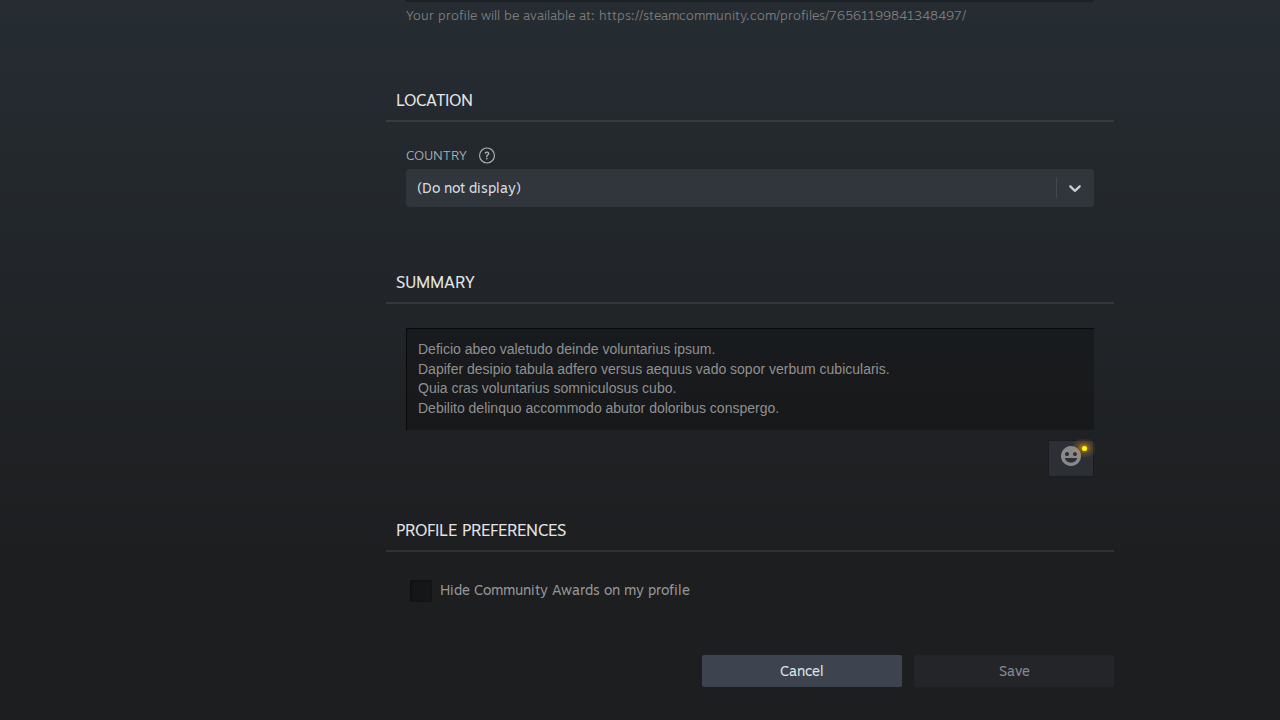 Your profile will be available at: https://steamcommunity.com/profiles/76561199841348497/
LOCATION
COUNTRY ?
(Do not display)
SUMMARY
Deficio abeo valetudo deinde voluntarius ipsum.
Dapifer desipio tabula adfero versus aequus vado sopor verbum cubicularis.
Quia cras voluntarius somniculosus cubo.
Debilito delinquo accommodo abutor doloribus conspergo.
PROFILE PREFERENCES
Hide Community Awards on my profile
Cancel Save